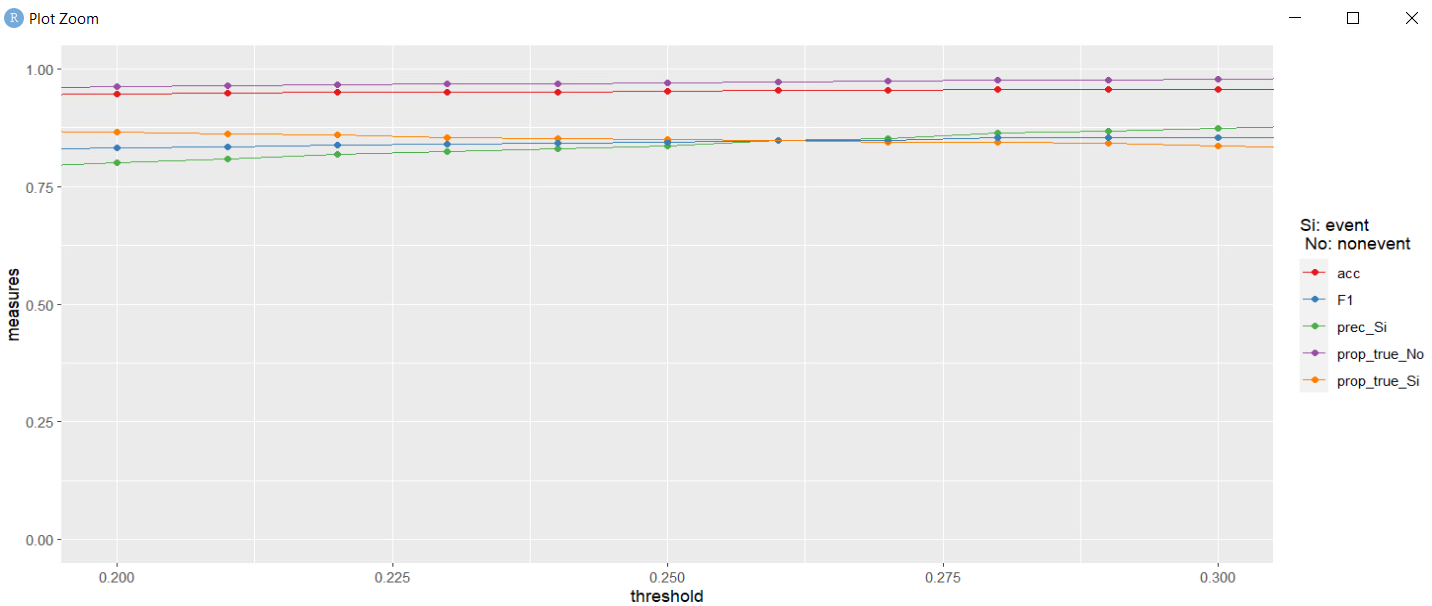 R Plot Zoom
1.00
0.75
0.50
0.25
0.00
measures
0.200 0.225 0.250 0.275 0.300
threshold
Si: event
No: nonevent
acc
F1
prec_Si
prop_true_No
prop_true_Si